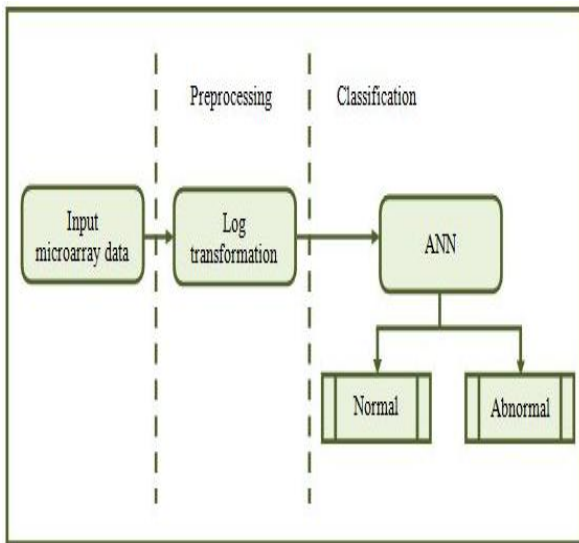 Preprocessing
Classification
Input
microarray data
Log
transformation
ANN
Normal
Abnormal